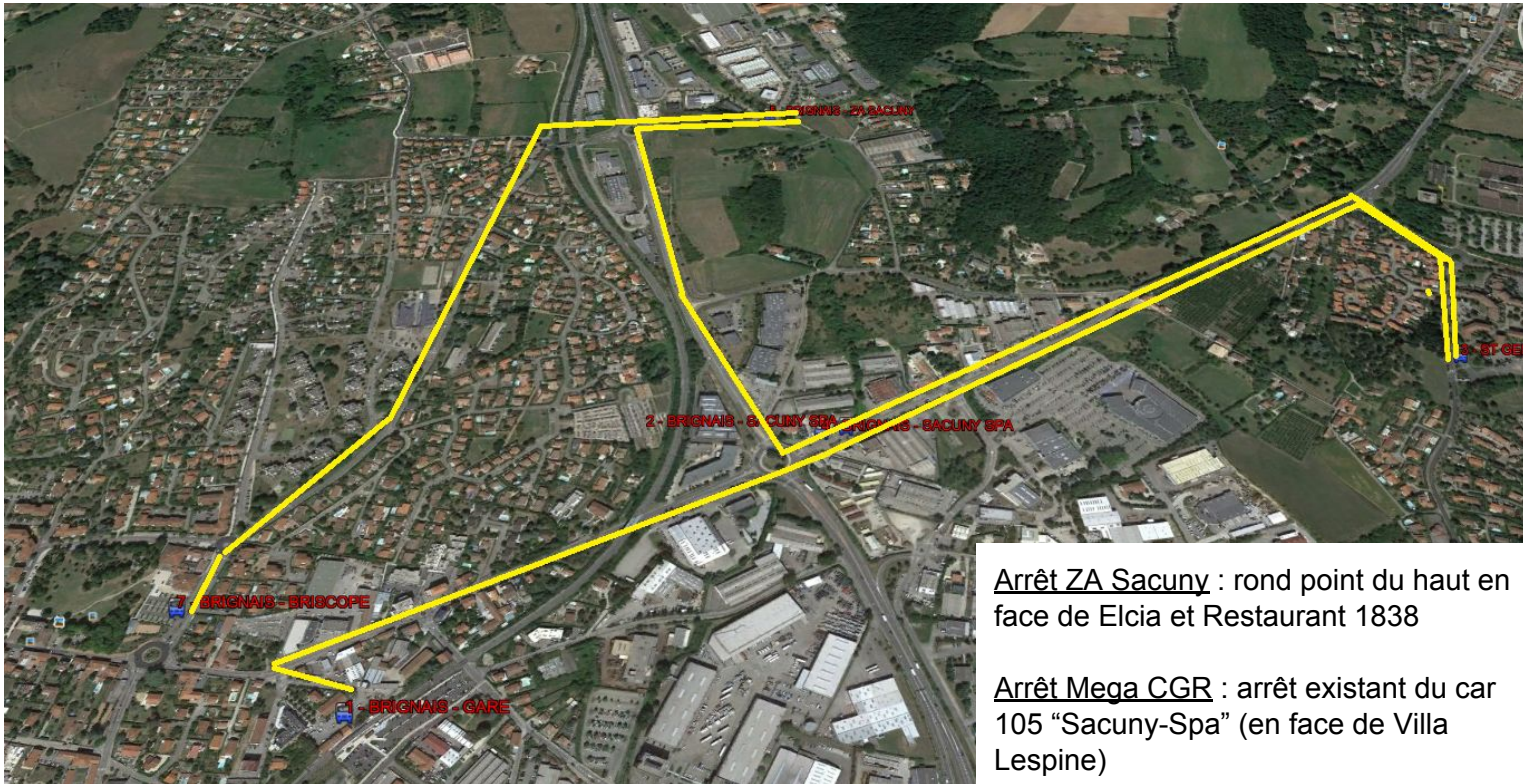 BRIGNAIS - ZA SACUNY
2 - BRIGNAIS - SACUNY SPA
BRIGNAIS - SACUNY SPA
7 - BRIGNAIS - BRISCOPE
1 - BRIGNAIS - GARE
Arrêt ZA Sacuny : rond point du haut en
face de Elcia et Restaurant 1838
Arrêt Mega CGR : arrêt existant du car
105 “Sacuny-Spa” (en face de Villa
Lespine)